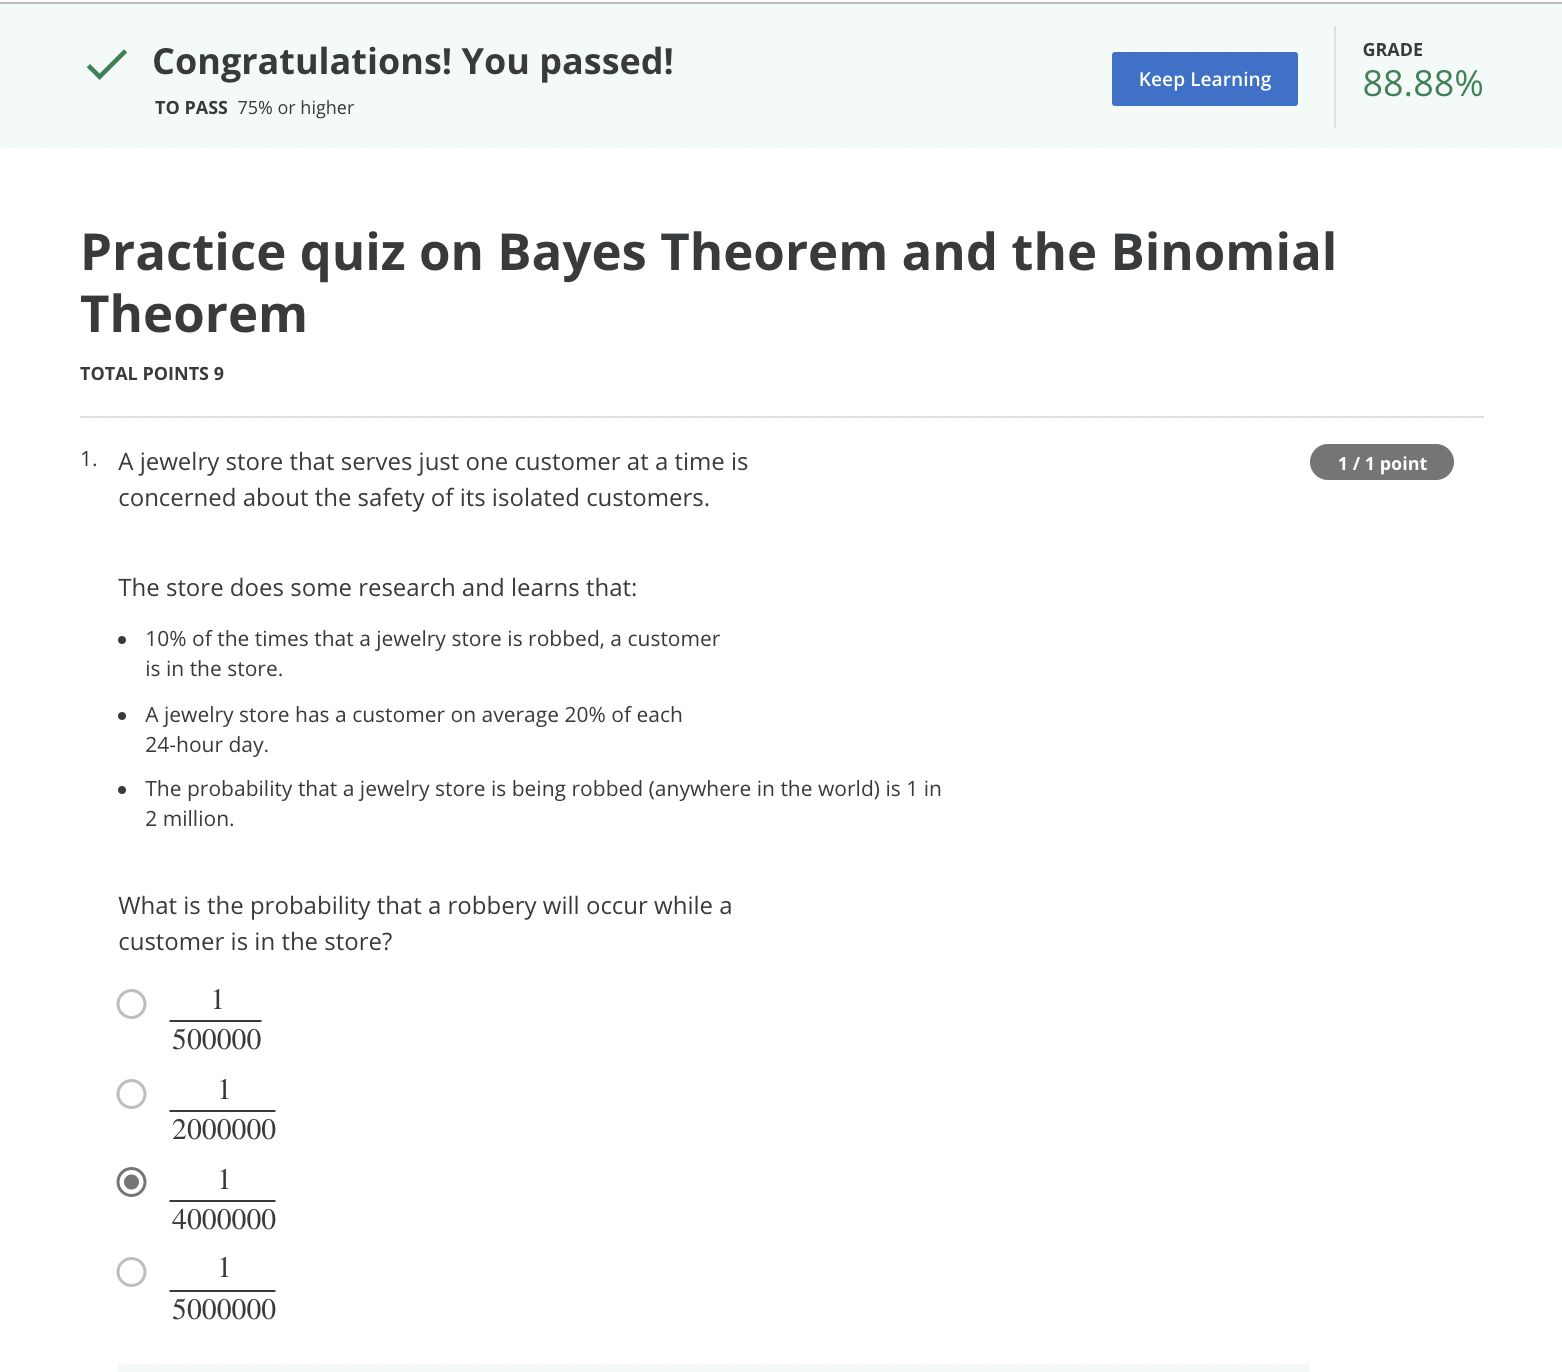 Congratulations! You passed!
TO PASS 75% or higher
Keep Learning
GRADE
88.88%
Practice quiz on Bayes Theorem and the Binomial
Theorem
TOTAL POINTS 9
1. A jewelry store that serves just one customer at a time is
concerned about the safety of its isolated customers.
1 / 1 point
The store does some research and learns that:
• 10% of the times that a jewelry store is robbed, a customer
is in the store.
• A jewelry store has a customer on average 20% of each
24-hour day.
• The probability that a jewelry store is being robbed (anywhere in the world) is 1 in
2 million.
What is the probability that a robbery will occur while a
customer is in the store?
1
500000
1
2000000
1
4000000
1
5000000